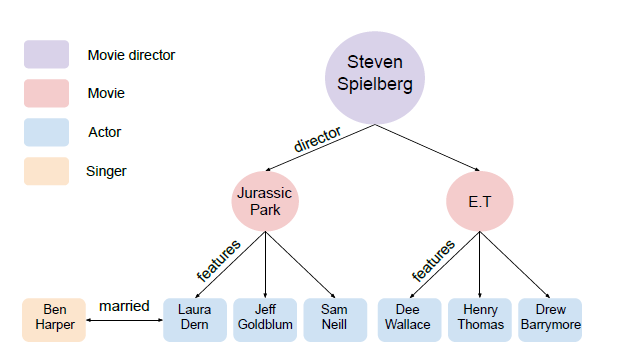 Movie director
Movie
Actor
Singer
Steven
Spielberg
director
Jurassic
Park
E.T
features
features
Ben
Harper
married
Laura
Dern
Jeff
Goldblum
Sam
Neill
Dee
Wallace
Henry
Thomas
Drew
Barrymore